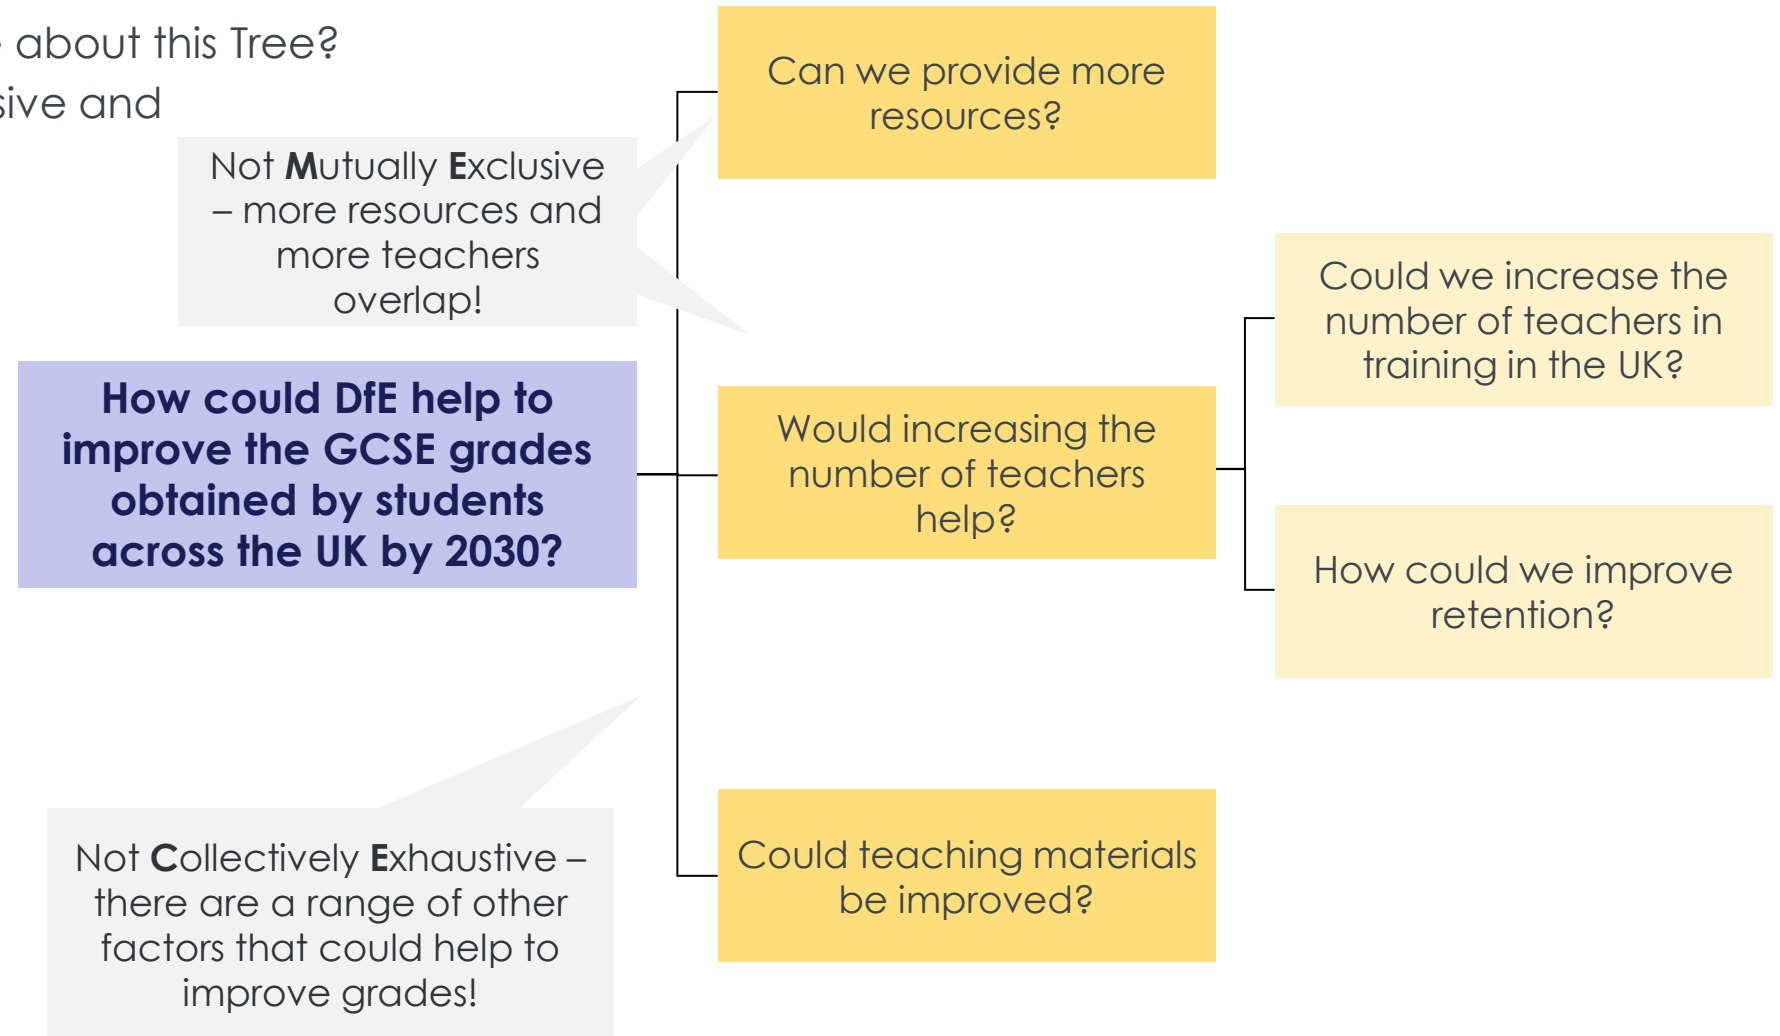 about this Tree?
and
Not Mutually Exclusive
– more resources and
more teachers
overlap!
How could DfE help to
improve the GCSE grades
obtained by students
across the UK by 2030?
Not Collectively Exhaustive –
there are a range of other
factors that could help to
improve grades!
Can we provide more
resources?
Would increasing the
number of teachers
help?
Could teaching materials
be improved?
Could we increase the
number of teachers in
training in the UK?
How could we improve
retention?